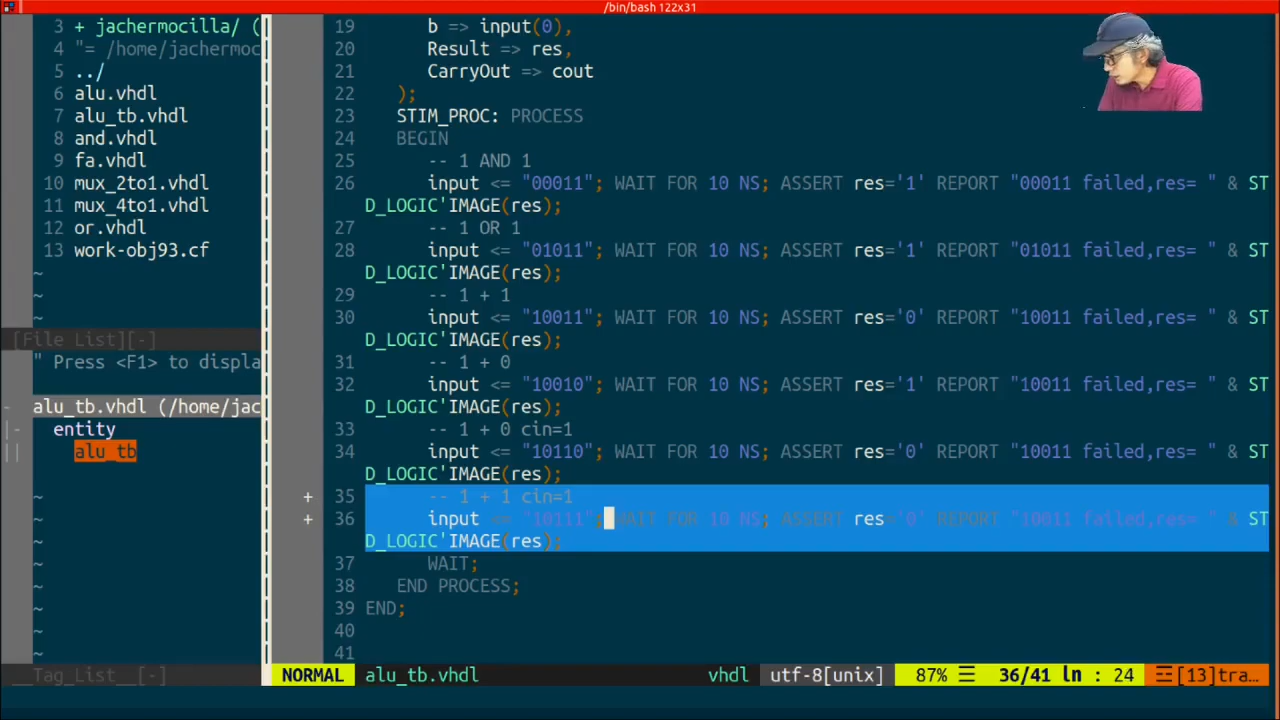 /bin/bash 122x31
3 + jachermocilla/ (
4 "= /home/jachermoc
5 ../
6 alu.vhdl
7 alu_tb.vhdl
8 and.vhdl
9 fa.vhdl
10 mux_2to1.vhdl
11 mux_4to1.vhdl
12 or.vhdl
13 work-obj93.cf
~
~
~
[File List][-]
" Press <F1> to displa
- alu_tb.vhdl (/home/jac
|- entity
|| alu_tb
~
~
~
~
~
~
~
~
__Tag_List__[-]
19 b => input(0),
20 Result => res,
21 CarryOut => cout
22 );
23 STIM_PROC: PROCESS
24 BEGIN
25 -- 1 AND 1
26 input <= "00011"; WAIT FOR 10 NS; ASSERT res='1' REPORT "00011 failed,res= " & ST
D_LOGIC'IMAGE(res);
27 -- 1 OR 1
28 input <= "01011"; WAIT FOR 10 NS; ASSERT res='1' REPORT "01011 failed,res= " & ST
D_LOGIC'IMAGE(res);
29 -- 1 + 1
30 input <= "10011"; WAIT FOR 10 NS; ASSERT res='0' REPORT "10011 failed,res= " & ST
D_LOGIC'IMAGE(res);
31 -- 1 + 0
32 input <= "10010"; WAIT FOR 10 NS; ASSERT res='1' REPORT "10011 failed,res= " & ST
D_LOGIC'IMAGE(res);
33 -- 1 + 0 cin=1
34 input <= "10110"; WAIT FOR 10 NS; ASSERT res='0' REPORT "10011 failed,res= " & ST
D_LOGIC'IMAGE(res);
+ 35 -- 1 + 1 cin=1
+ 36 input <= "10111"; WAIT FOR 10 NS; ASSERT res='0' REPORT "10011 failed,res= " & ST
D_LOGIC'IMAGE(res);
37 WAIT;
38 END PROCESS;
39 END;
40
41
NORMAL alu_tb.vhdl vhdl utf-8[unix] 87% ☰ 36/41 ln : 24 ☲[13]tra…